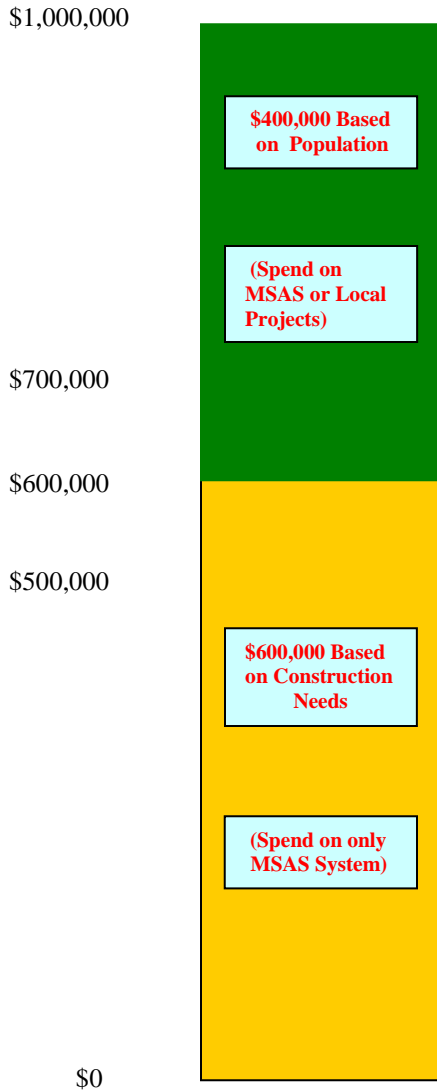 $1,000,000
$400,000 Based
on Population
(Spend on
MSAS or Local
Projects)
$700,000
$600,000
$500,000
$600,000 Based
on Construction
Needs
(Spend on only
MSAS System)
$0